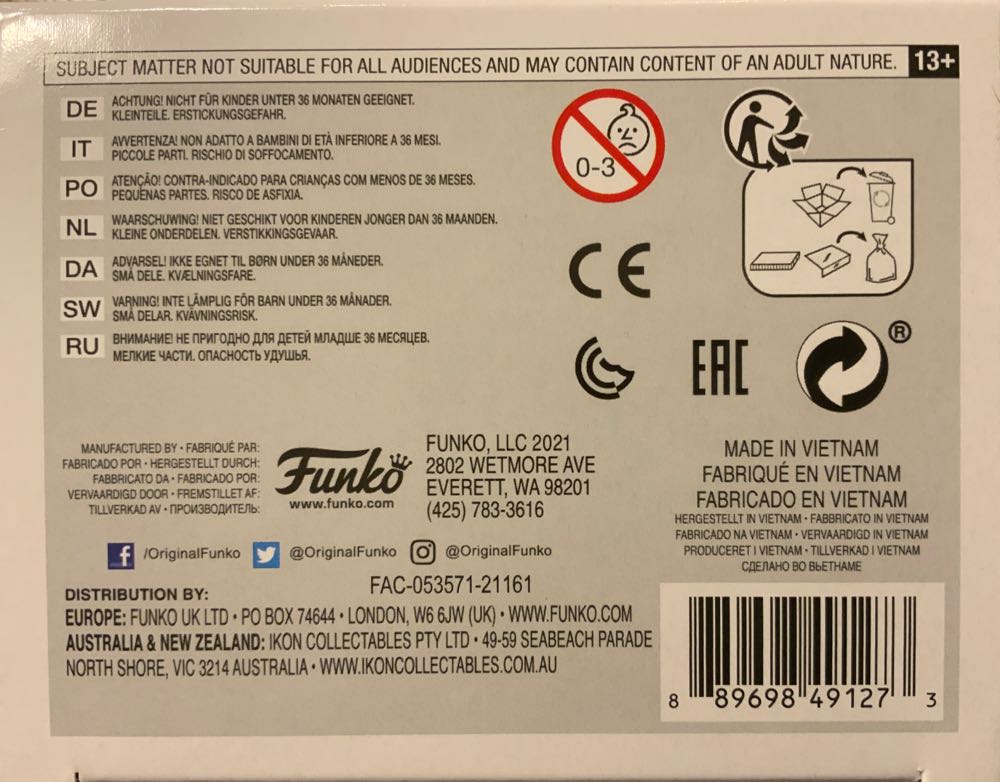 SUBJECT MATTER NOT SUITABLE FOR ALL AUDIENCES AND MAY CONTAIN CONTENT OF AN ADULT NATURE. 13+
DE ACHTUNG! NICHT FÜR KINDER UNTER 36 MONATEN GEEIGNET.
KLEINTEILE. ERSTICKUNGSGEFAHR.
IT AVVERTENZA! NON ADATTO A BAMBINI DI ETÀ INFERIORE A 36 MESI.
PICCOLE PARTI. RISCHIO DI SOFFOCAMENTO.
PO ATENÇÃO! CONTRA-INDICADO PARA CRIANÇAS COM MENOS DE 36 MESES.
PEQUENAS PARTES. RISCO DE ASFIXIA.
NL WAARSCHUWING! NIET GESCHIKT VOOR KINDEREN JONGER DAN 36 MAANDEN.
KLEINE ONDERDELEN. VERSTIKKINGSGEVAAR.
DA ADVARSEL! IKKE EGNET TIL BØRN UNDER 36 MÅNEDER.
SMÅ DELE. KVÆLNINGSFARE.
SW VARNING! INTE LÄMPLIG FÖR BARN UNDER 36 MÅNADER.
SMÅ DELAR. KVÄVNINGSRISK.
RU ВНИМАНИЕ! НЕ ПРИГОДНО ДЛЯ ДЕТЕЙ МЛАДШЕ 36 МЕСЯЦЕВ.
МЕЛКИЕ ЧАСТИ. ОПАСНОСТЬ УДУШЬЯ.
0-3
CE
EAC
®
MANUFACTURED BY • FABRIQUÉ PAR:
FABRICADO POR • HERGESTELLT DURCH:
FABBRICATO DA • FABRICADO POR:
VERVAARDIGD DOOR • FREMSTILLET AF:
TILLVERKAD AV • ПРОИЗВОДИТЕЛЬ:
Funko
www.funko.com
FUNKO, LLC 2021
2802 WETMORE AVE
EVERETT, WA 98201
(425) 783-3616
MADE IN VIETNAM
FABRIQUÉ EN VIETNAM
FABRICADO EN VIETNAM
HERGESTELLT IN VIETNAM • FABBRICATO IN VIETNAM
FABRICADO NA VIETNAM • VERVAARDIGD IN VIETNAM
PRODUCERET I VIETNAM • TILLVERKAD I VIETNAM
СДЕЛАНО ВО ВЬЕТНАМЕ
f /OriginalFunko @OriginalFunko @OriginalFunko
FAC-053571-21161
DISTRIBUTION BY:
EUROPE: FUNKO UK LTD • PO BOX 74644 • LONDON, W6 6JW (UK) • WWW.FUNKO.COM
AUSTRALIA & NEW ZEALAND: IKON COLLECTABLES PTY LTD • 49-59 SEABEACH PARADE
NORTH SHORE, VIC 3214 AUSTRALIA • WWW.IKONCOLLECTABLES.COM.AU
8 89698 49127 3